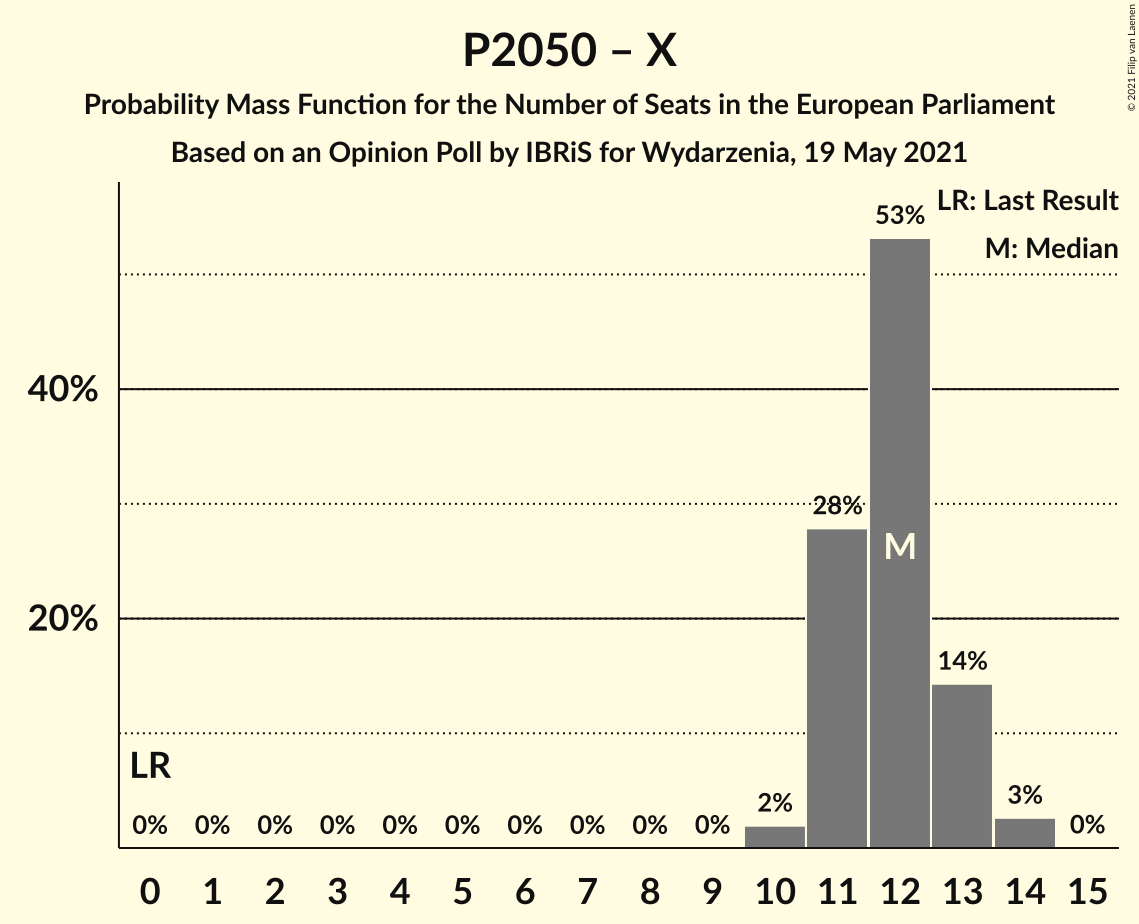 P2050 – X
Probability Mass Function for the Number of Seats in the European Parliament
Based on an Opinion Poll by IBRiS for Wydarzenia, 19 May 2021
© 2021 Filip van Laenen
LR: Last Result
M: Median
53%
40%
28%
M
20%
14%
LR
3%
2%
0% 0% 0% 0% 0% 0% 0% 0% 0% 0% 0%
0 1 2 3 4 5 6 7 8 9 10 11 12 13 14 15